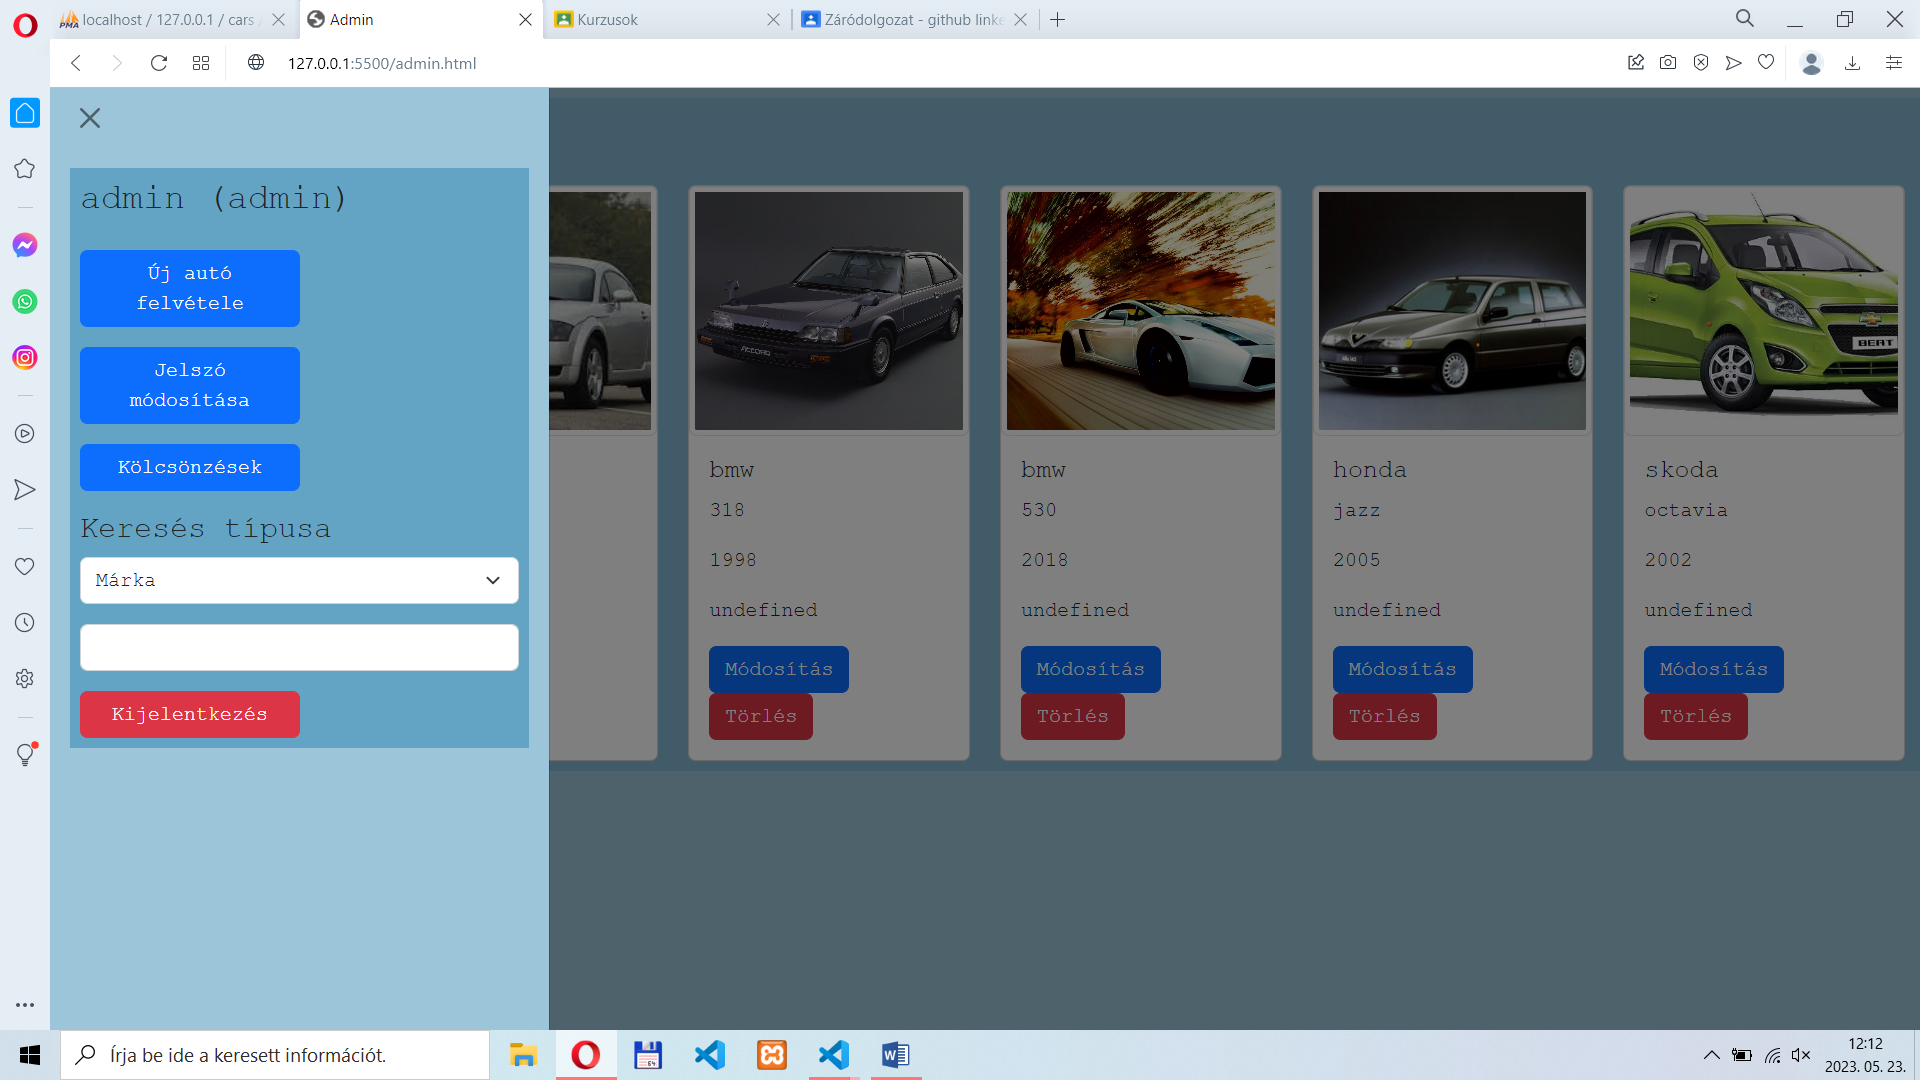 localhost / 127.0.0.1 / cars
Admin
Kurzusok
Záródolgozat - github linke
127.0.0.1:5500/admin.html
admin (admin)
Új autó
felvétele
Jelszó
módosítása
Kölcsönzések
Keresés típusa
Márka
Kijelentkezés
ACCORD
BEAT
bmw
318
1998
undefined
Módosítás
Törlés
bmw
530
2018
undefined
Módosítás
Törlés
honda
jazz
2005
undefined
Módosítás
Törlés
skoda
octavia
2002
undefined
Módosítás
Törlés
Írja be ide a keresett információt.
12:12
2023. 05. 23.